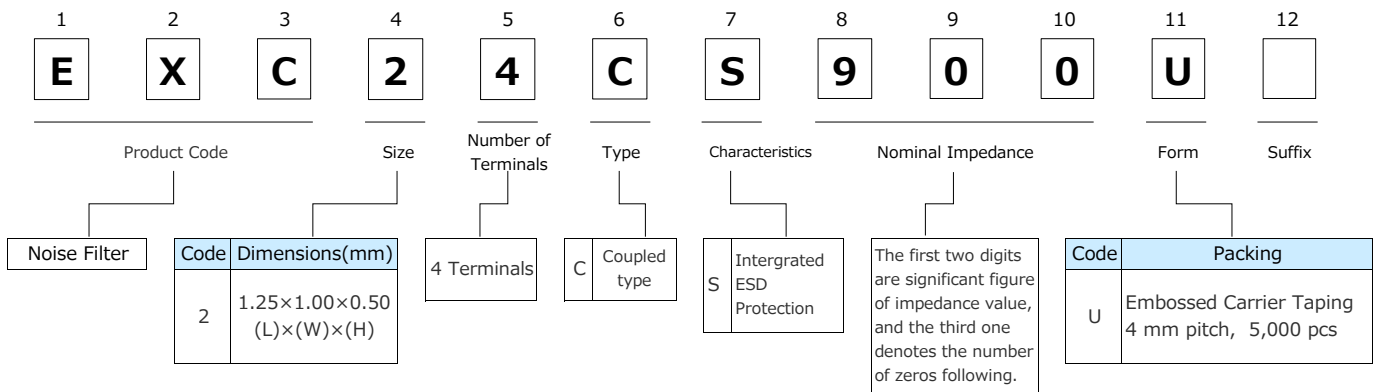 1 2 3 4 5 6 7 8 9 10 11 12
E X C 2 4 C S 9 0 0 U
Product Code
Size
Number of
Terminals
Type
Characteristics
Nominal Impedance
Form
Suffix
Noise Filter
Code Dimensions(mm)
2 1.25×1.00×0.50
(L)×(W)×(H)
4 Terminals
C Coupled
type
S Intergrated
ESD
Protection
The first two digits
are significant figure
of impedance value,
and the third one
denotes the number
of zeros following.
Code Packing
U Embossed Carrier Taping
4 mm pitch, 5,000 pcs